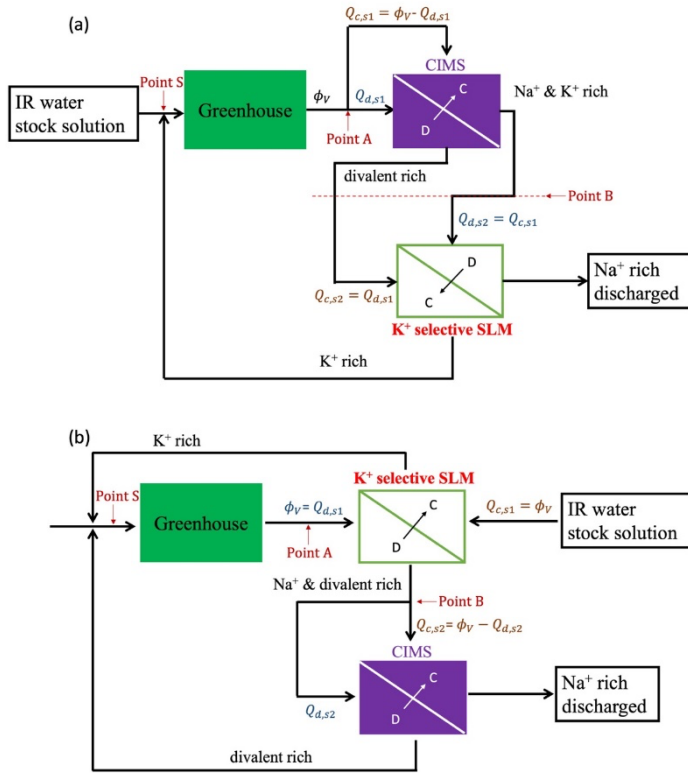 (a)
Q_{c,s1} = ϕ_V- Q_{d,s1}
CIMS
Point S
IR water
stock solution
Greenhouse
ϕ_V
Q_{d,s1}
Point A
C
D
Na⁺ & K⁺ rich
divalent rich
Point B
Q_{d,s2} = Q_{c,s1}
D
C
Q_{c,s2} = Q_{d,s1}
Na⁺ rich
discharged
K⁺ selective SLM
K⁺ rich
(b)
K⁺ rich
K⁺ selective SLM
Point S
Greenhouse
ϕ_V= Q_{d,s1}
Point A
C
D
Q_{c,s1} = ϕ_V
IR water
stock solution
Na⁺ & divalent rich
Point B
Q_{c,s2}= ϕ_V − Q_{d,s2}
CIMS
C
D
Q_{d,s2}
Na⁺ rich
discharged
divalent rich